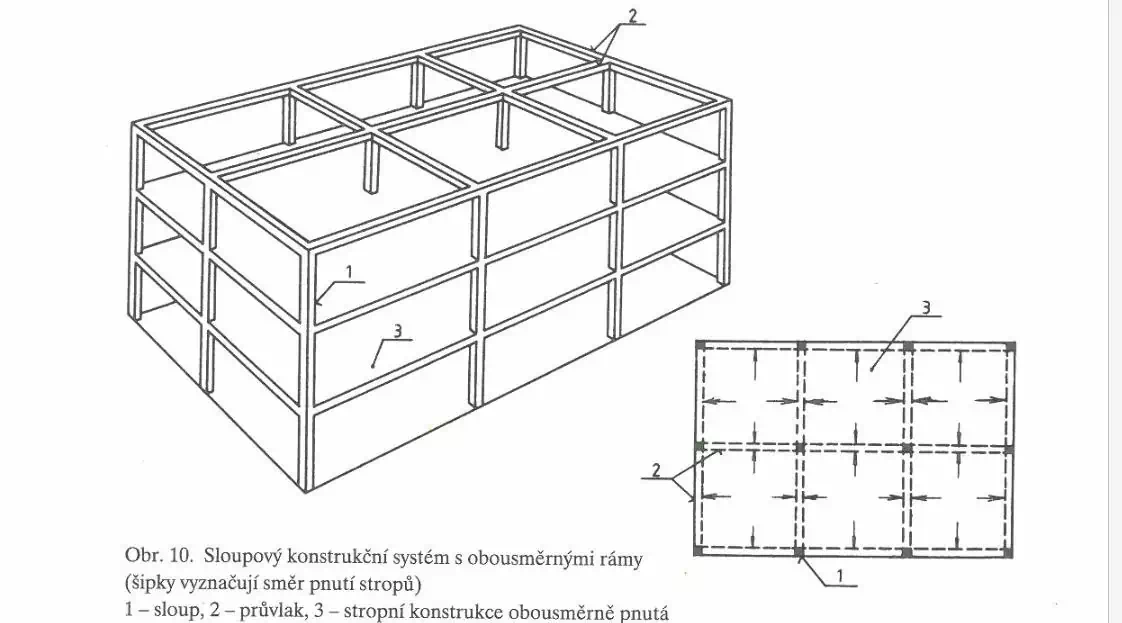 2
1
3
3
2
1
Obr. 10. Sloupový konstrukční systém s obousměrnými rámy
(šipky vyznačují směr pnutí stropů)
1 – sloup, 2 – průvlak, 3 – stropní konstrukce obousměrně pnutá